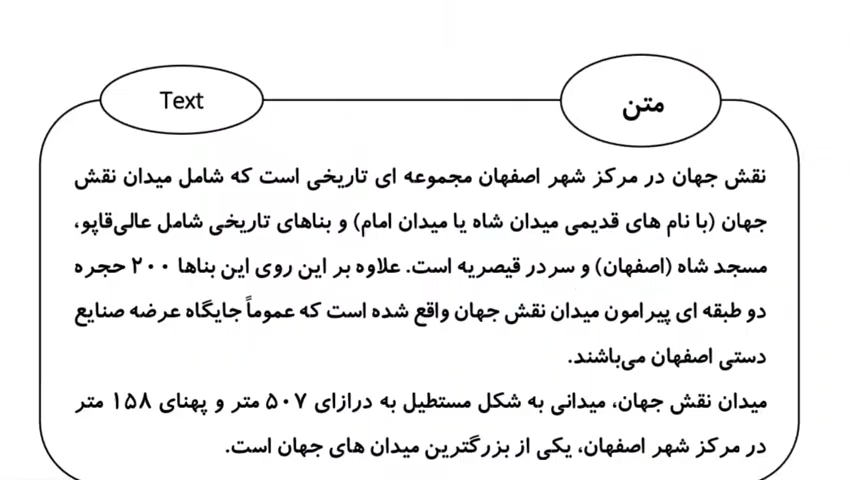 متن
Text
نقش جهان در مرکز شهر اصفهان مجموعه ای تاریخی است که شامل میدان نقش
جهان (با نام های قدیمی میدان شاه یا میدان امام) و بناهای تاریخی شامل عالی‌قاپو،
مسجد شاه (اصفهان) و سردر قیصریه است. علاوه بر این روی این بناها ۲۰۰ حجره
دو طبقه ای پیرامون میدان نقش جهان واقع شده است که عموماً جایگاه عرضه صنایع
دستی اصفهان می‌باشند.
میدان نقش جهان، میدانی به شکل مستطیل به درازای ۵۰۷ متر و پهنای ۱۵۸ متر
در مرکز شهر اصفهان، یکی از بزرگترین میدان های جهان است.